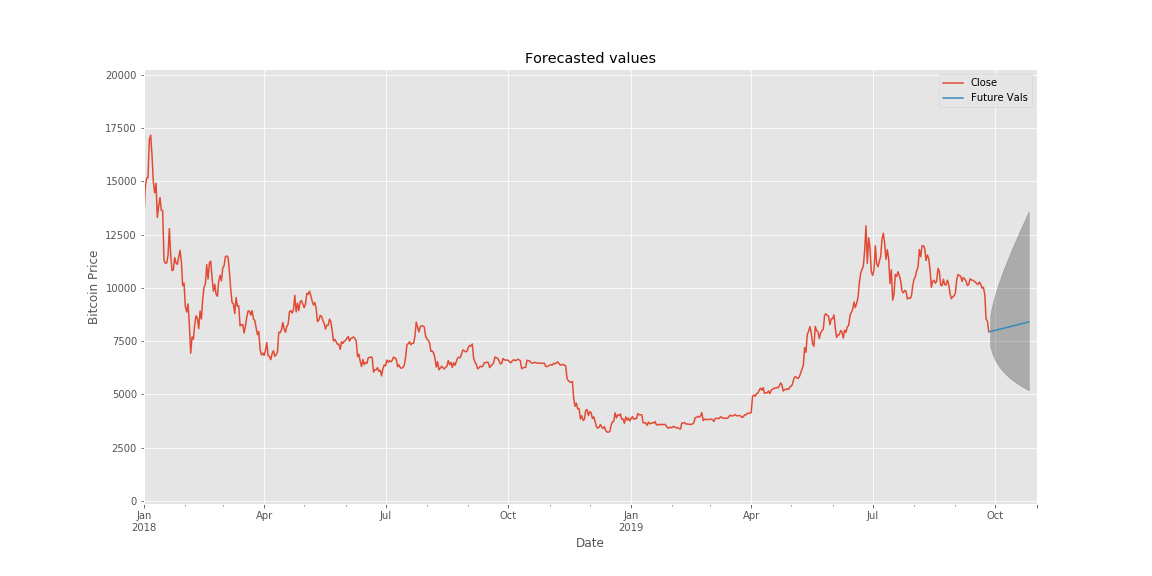 Forecasted values
Close
Future Vals
20000
17500
15000
12500
10000
7500
5000
2500
0
Bitcoin Price
Jan Apr Jul Oct Jan Apr Jul Oct
2018 2019
Date